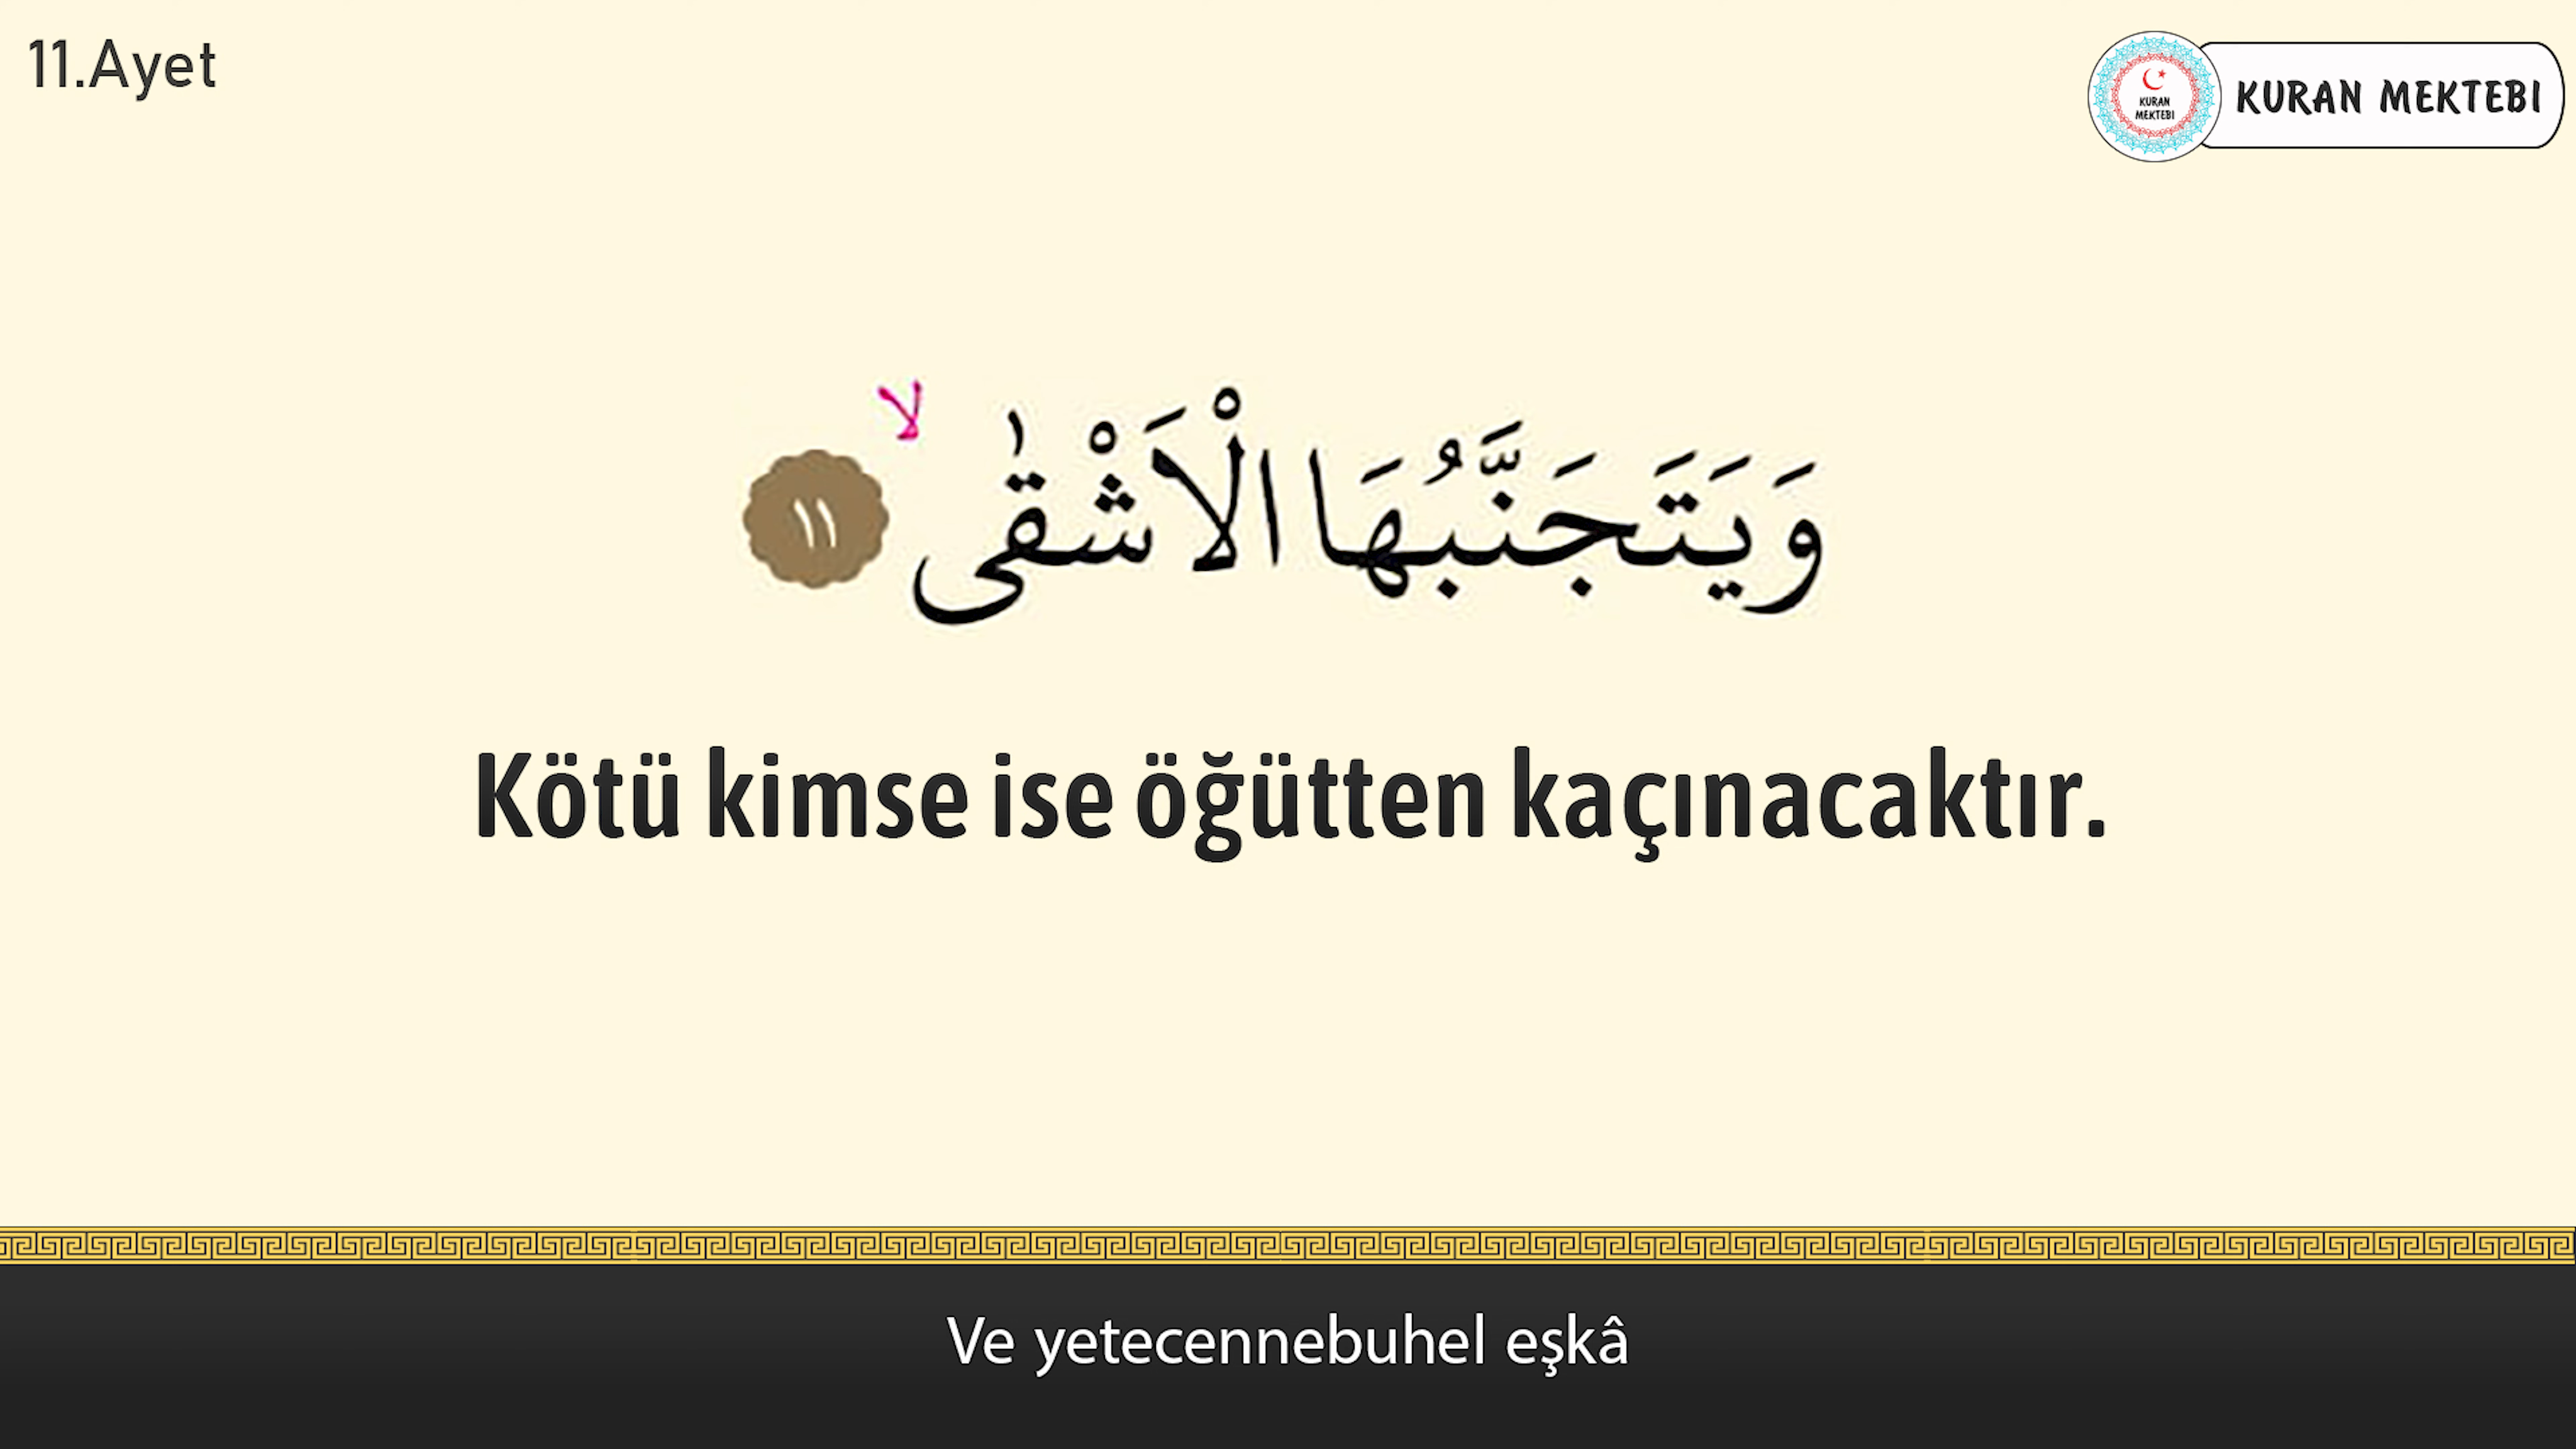 11.Ayet
KURAN
MEKTEBI
KURAN MEKTEBI
وَيَتَجَنَّبُهَا الْاَشْقٰىۙ ﴿١١﴾
Kötü kimse ise öğütten kaçınacaktır.
Ve yetecennebuhel eşkâ